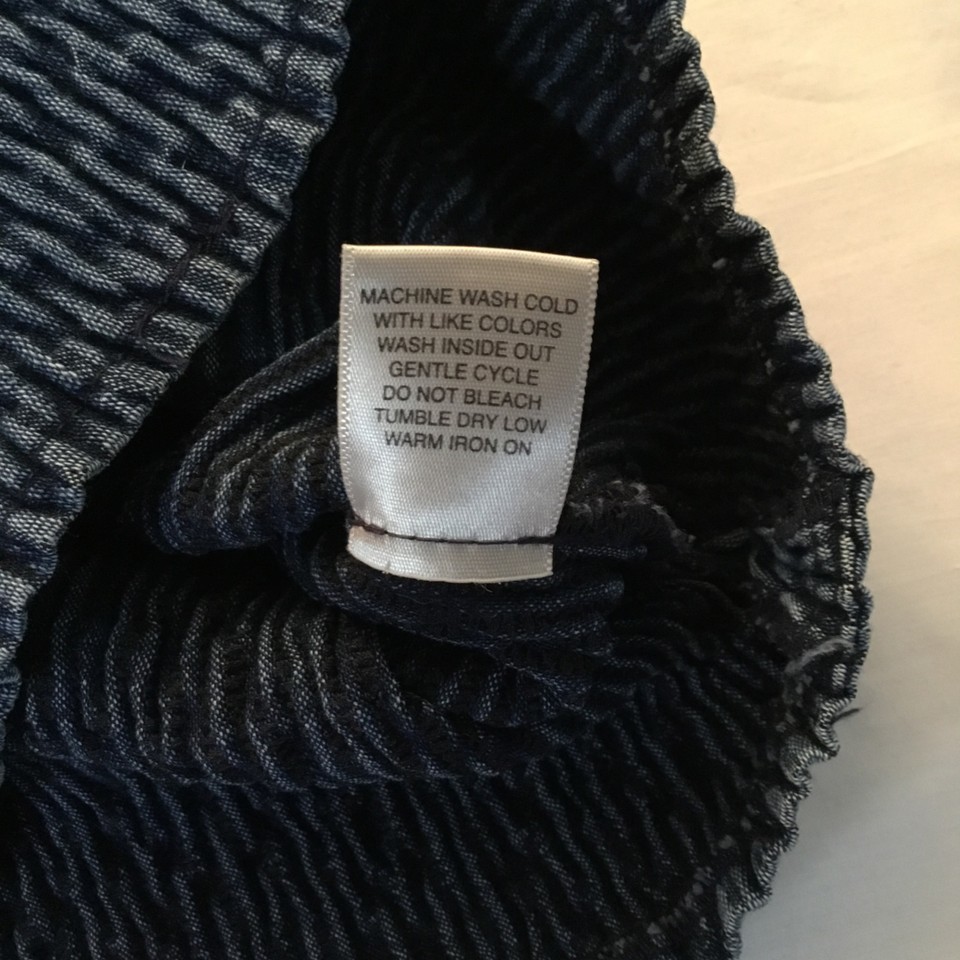 MACHINE WASH COLD
WITH LIKE COLORS
WASH INSIDE OUT
GENTLE CYCLE
DO NOT BLEACH
TUMBLE DRY LOW
WARM IRON ON